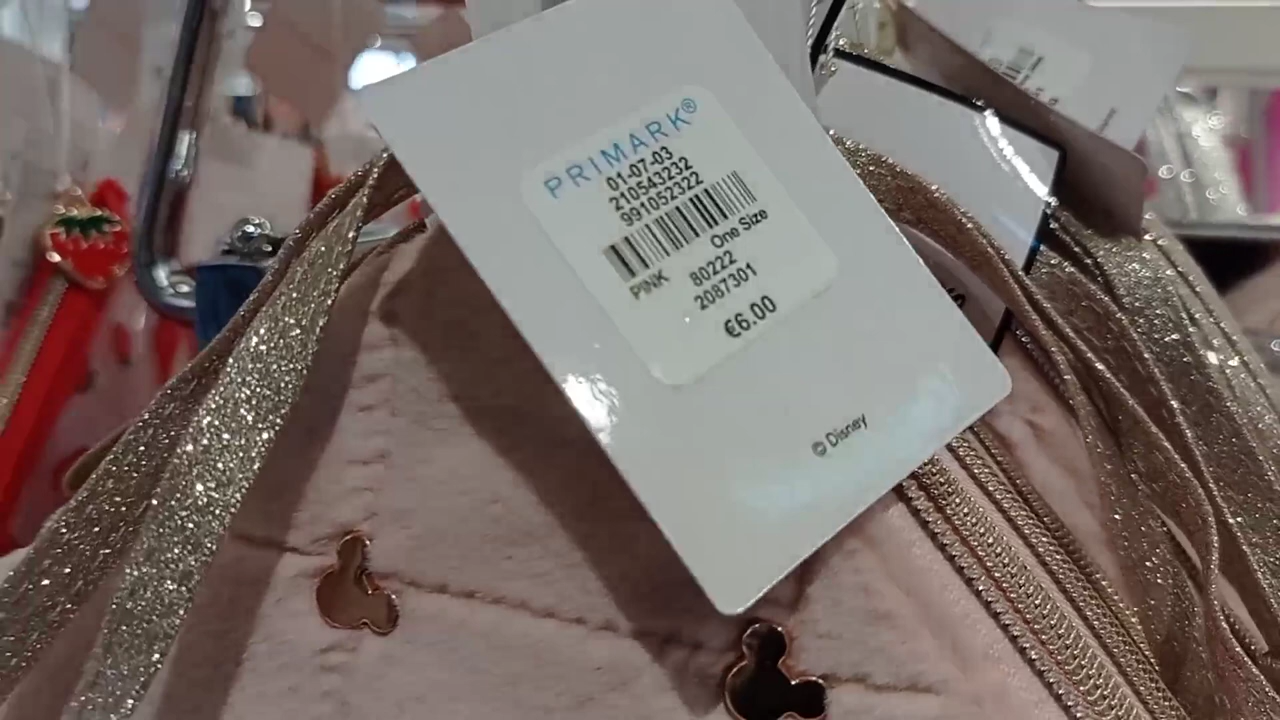 PRIMARK®
01-07-03
210543232
991052322
One Size
PINK 80222
2087301
€6.00
© Disney